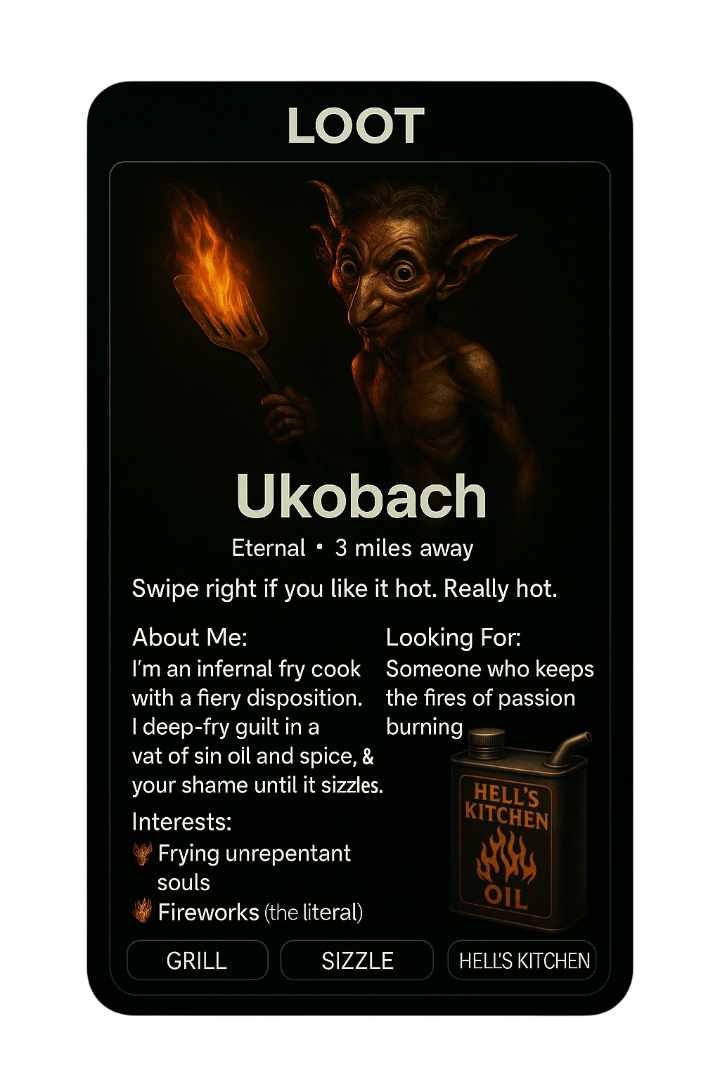 LOOT
Ukobach
Eternal • 3 miles away
Swipe right if you like it hot. Really hot.
About Me:
I'm an infernal fry cook
with a fiery disposition.
I deep-fry guilt in a
vat of sin oil and spice, &
your shame until it sizzles.
Looking For:
Someone who keeps
the fires of passion
burning
Interests:
Frying unrepentant
souls
Fireworks (the literal)
HELL'S
KITCHEN
OIL
GRILL
SIZZLE
HELL'S KITCHEN